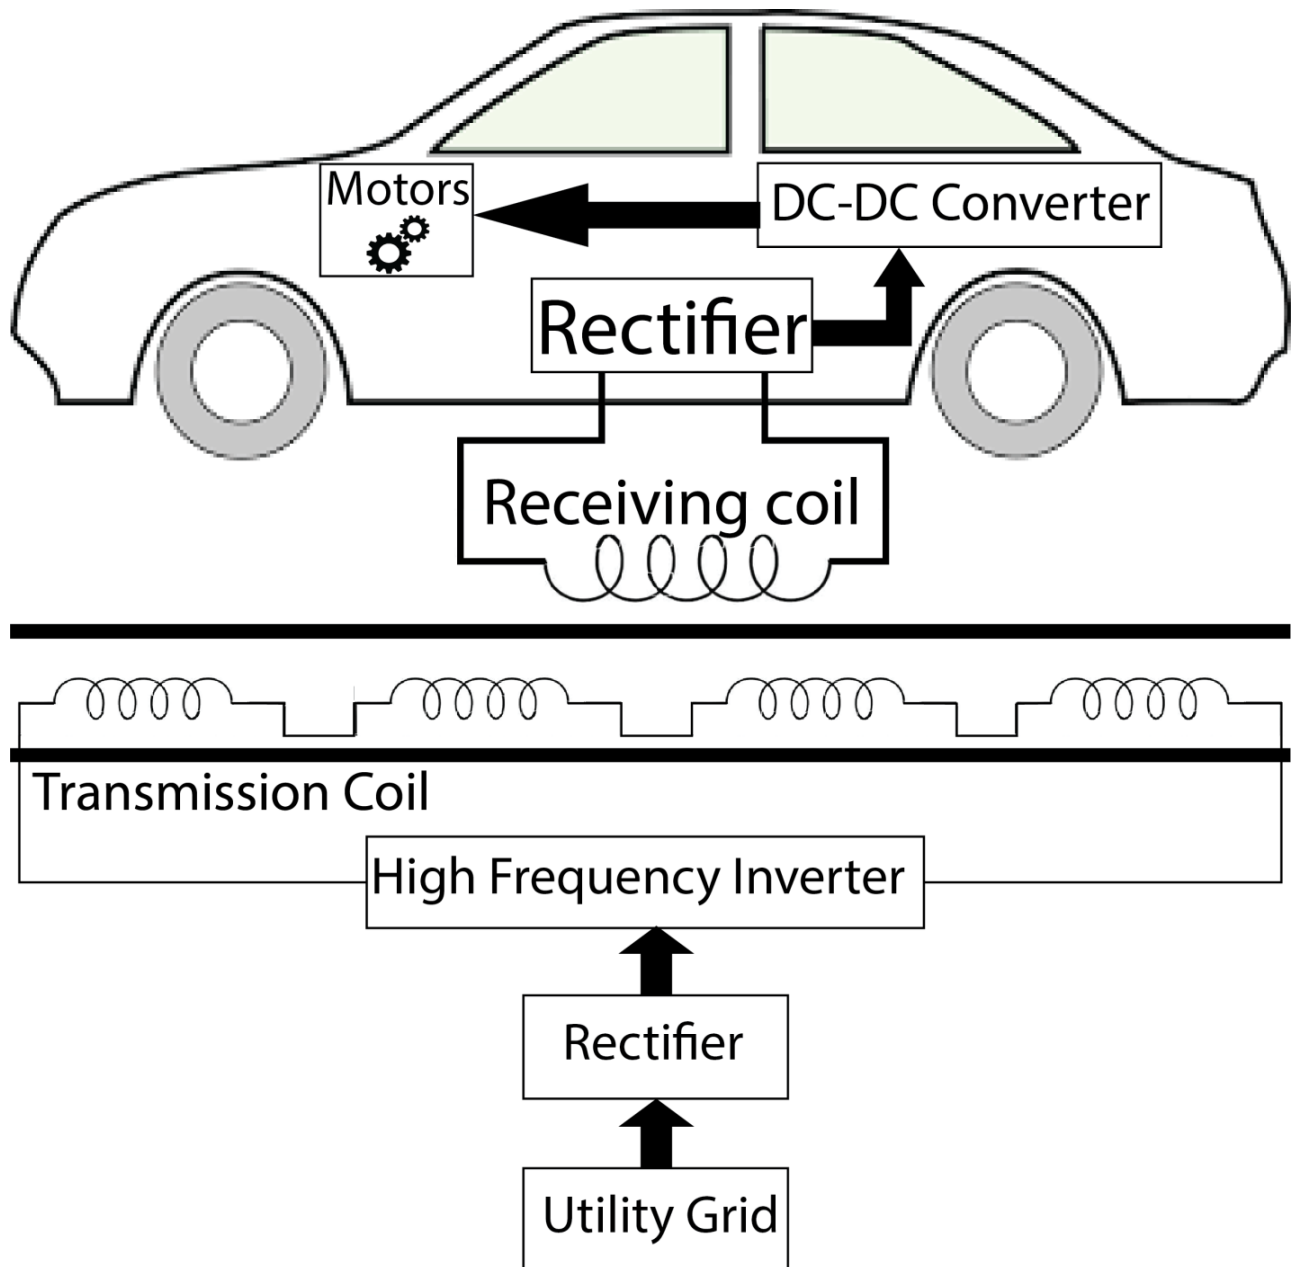 Motors
DC-DC Converter
Rectifier
Receiving coil
Transmission Coil
High Frequency Inverter
Rectifier
Utility Grid